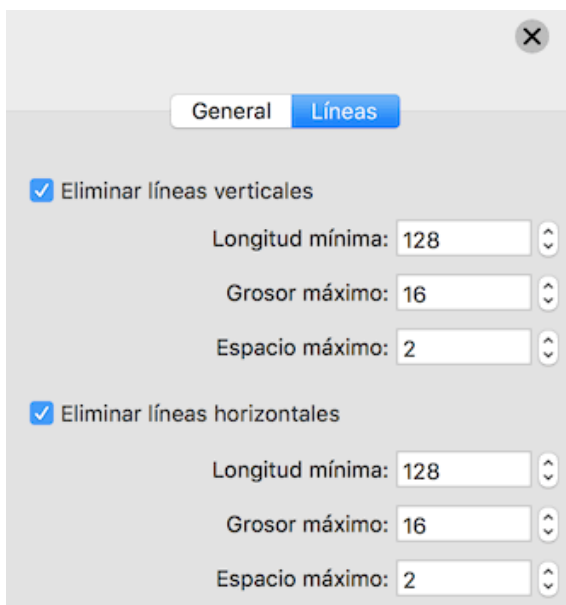 General Líneas
Eliminar líneas verticales
Longitud mínima: 128
Grosor máximo: 16
Espacio máximo: 2
Eliminar líneas horizontales
Longitud mínima: 128
Grosor máximo: 16
Espacio máximo: 2